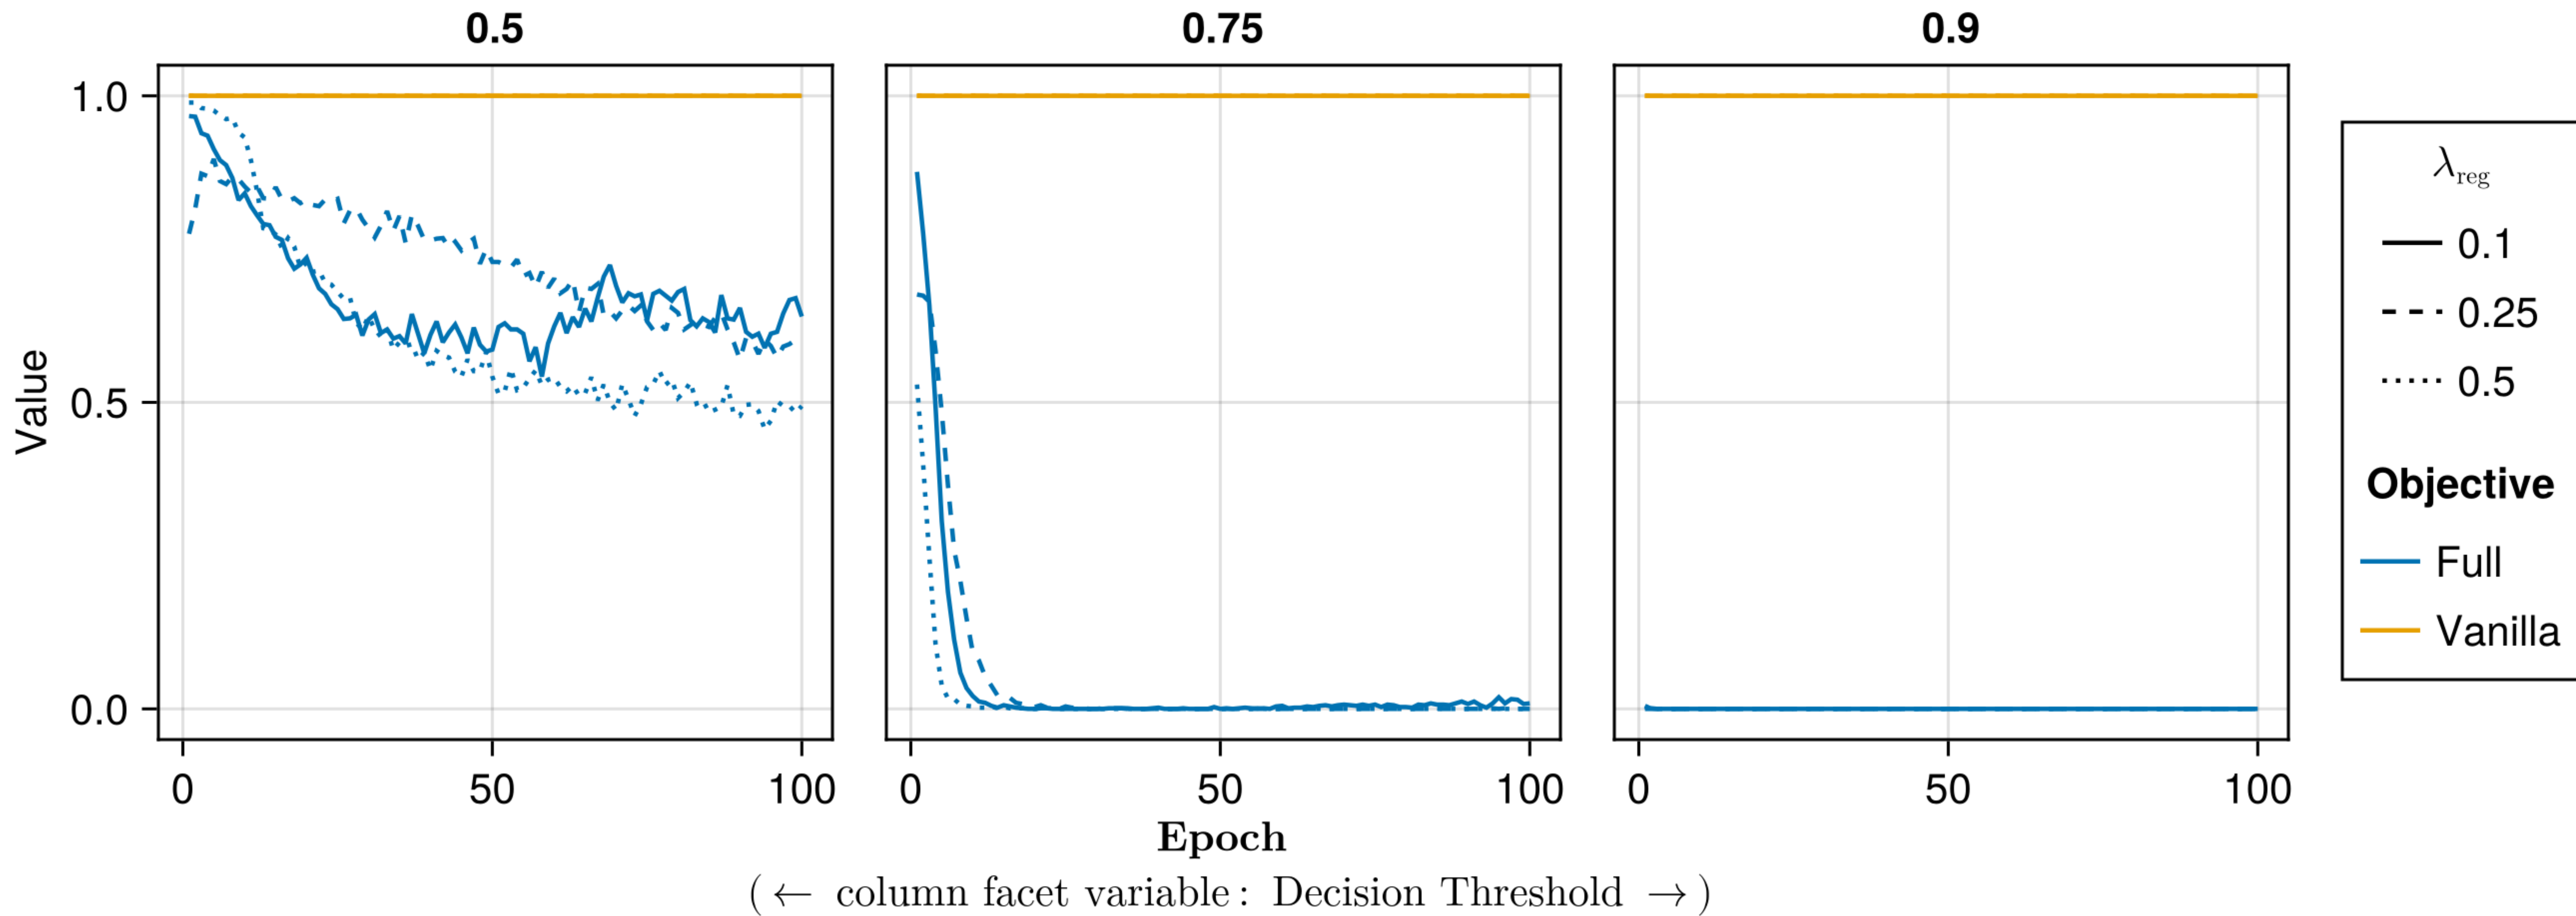 0.5 0.75 0.9
Value
1.0
0.5
0.0
0 50 100 0 50 100 0 50 100
Epoch
( ← column facet variable : Decision Threshold → )
λreg
0.1
0.25
0.5
Objective
Full
Vanilla